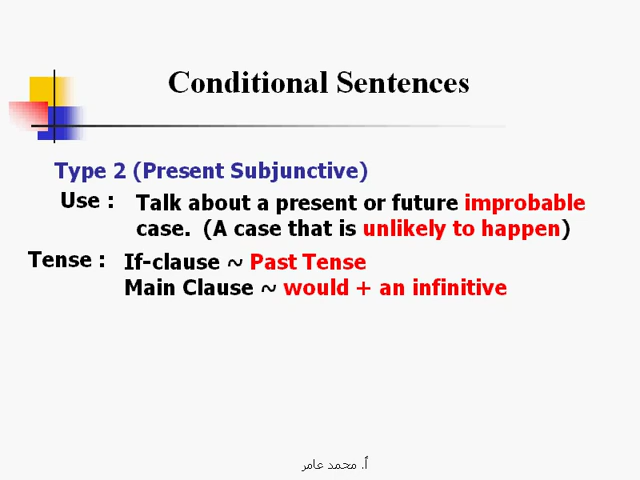 Conditional Sentences
Type 2 (Present Subjunctive)
Use : Talk about a present or future improbable
case. (A case that is unlikely to happen)
Tense : If-clause ~ Past Tense
Main Clause ~ would + an infinitive
أ. محمد عامر